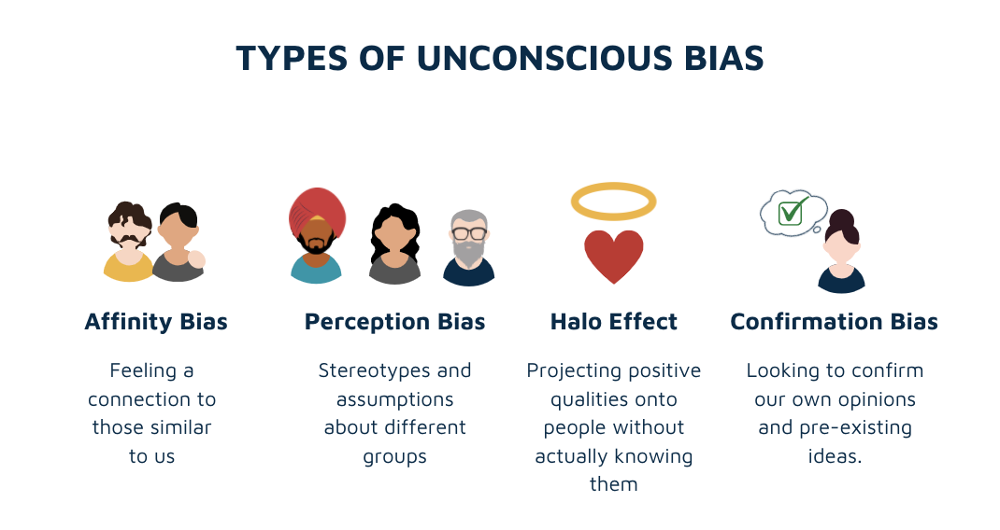 TYPES OF UNCONSCIOUS BIAS
Affinity Bias
Feeling a
connection to
those similar
to us
Perception Bias
Stereotypes and
assumptions
about different
groups
Halo Effect
Projecting positive
qualities onto
people without
actually knowing
them
Confirmation Bias
Looking to confirm
our own opinions
and pre-existing
ideas.